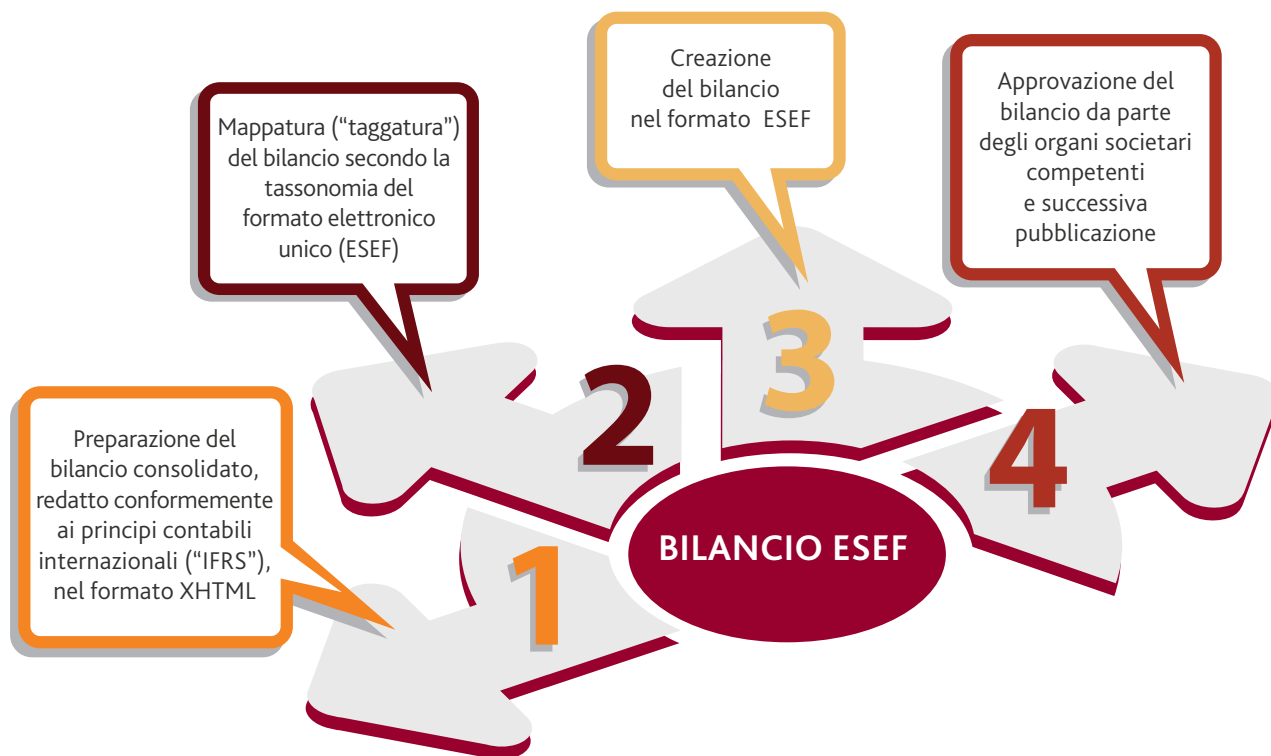 1
Preparazione del
bilancio consolidato,
redatto conformemente
ai principi contabili
internazionali (“IFRS”),
nel formato XHTML
2
Mappatura (“taggatura”)
del bilancio secondo la
tassonomia del
formato elettronico
unico (ESEF)
3
Creazione
del bilancio
nel formato ESEF
4
Approvazione del
bilancio da parte
degli organi societari
competenti
e successiva
pubblicazione
BILANCIO ESEF